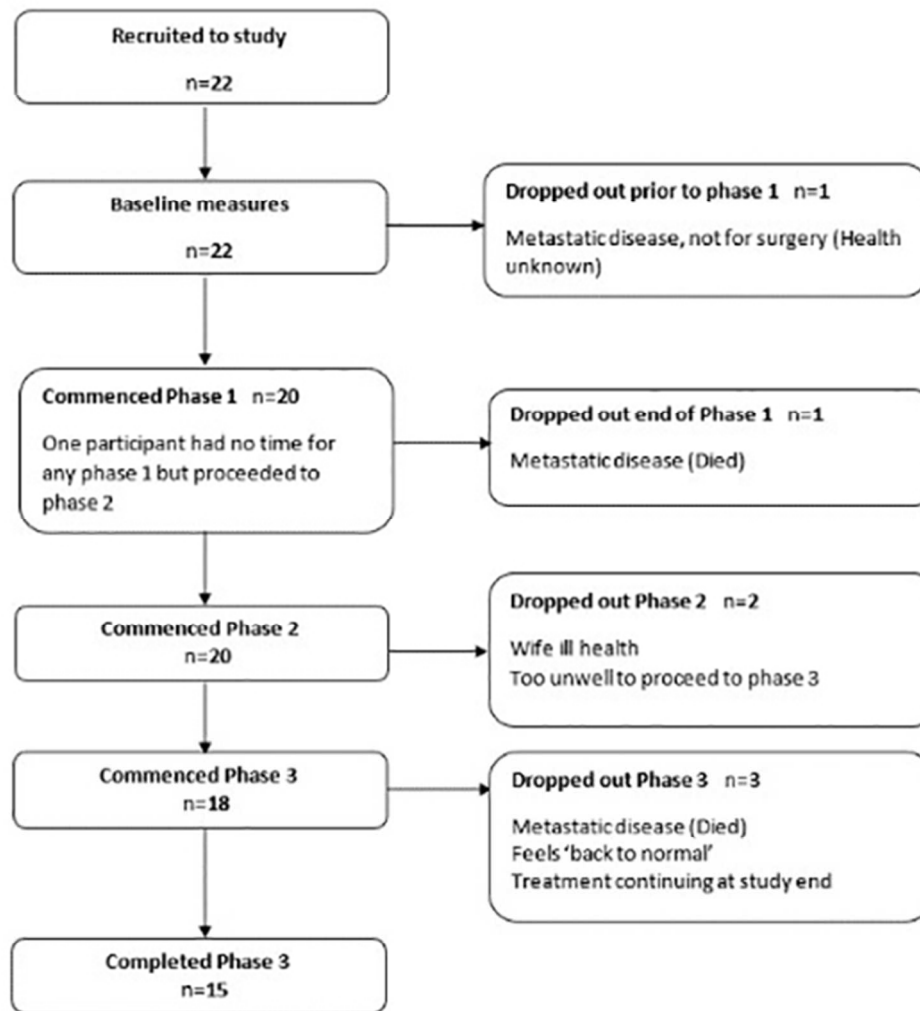 Recruited to study
n=22
Baseline measures
n=22
Dropped out prior to phase 1 n=1
Metastatic disease, not for surgery (Health
unknown)
Commenced Phase 1 n=20
One participant had no time for
any phase 1 but proceeded to
phase 2
Dropped out end of Phase 1 n=1
Metastatic disease (Died)
Commenced Phase 2
n=20
Dropped out Phase 2 n=2
Wife ill health
Too unwell to proceed to phase 3
Commenced Phase 3
n=18
Dropped out Phase 3 n=3
Metastatic disease (Died)
Feels ‘back to normal’
Treatment continuing at study end
Completed Phase 3
n=15